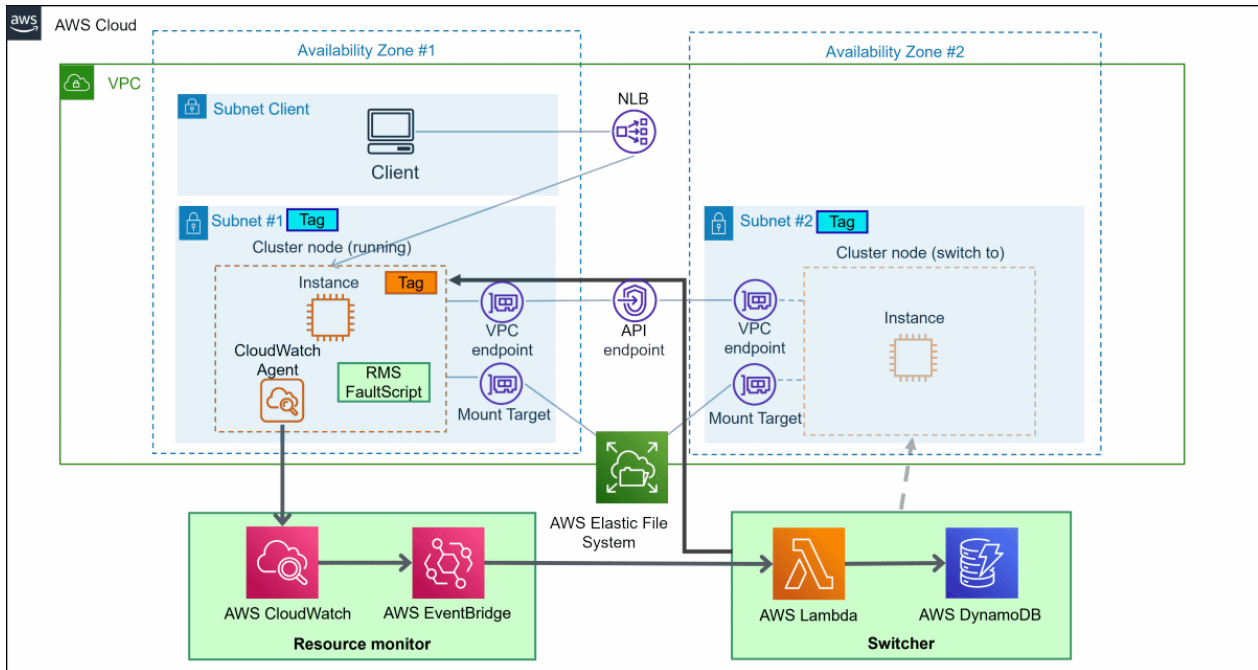 aws
AWS Cloud
Availability Zone #1
Availability Zone #2
VPC
Subnet Client
Client
NLB
Subnet #1
Tag
Cluster node (running)
Instance
Tag
CloudWatch
Agent
RMS
FaultScript
VPC
endpoint
Mount Target
API
endpoint
Subnet #2
Tag
Cluster node (switch to)
Instance
VPC
endpoint
Mount Target
AWS Elastic File
System
AWS CloudWatch
AWS EventBridge
Resource monitor
AWS Lambda
AWS DynamoDB
Switcher